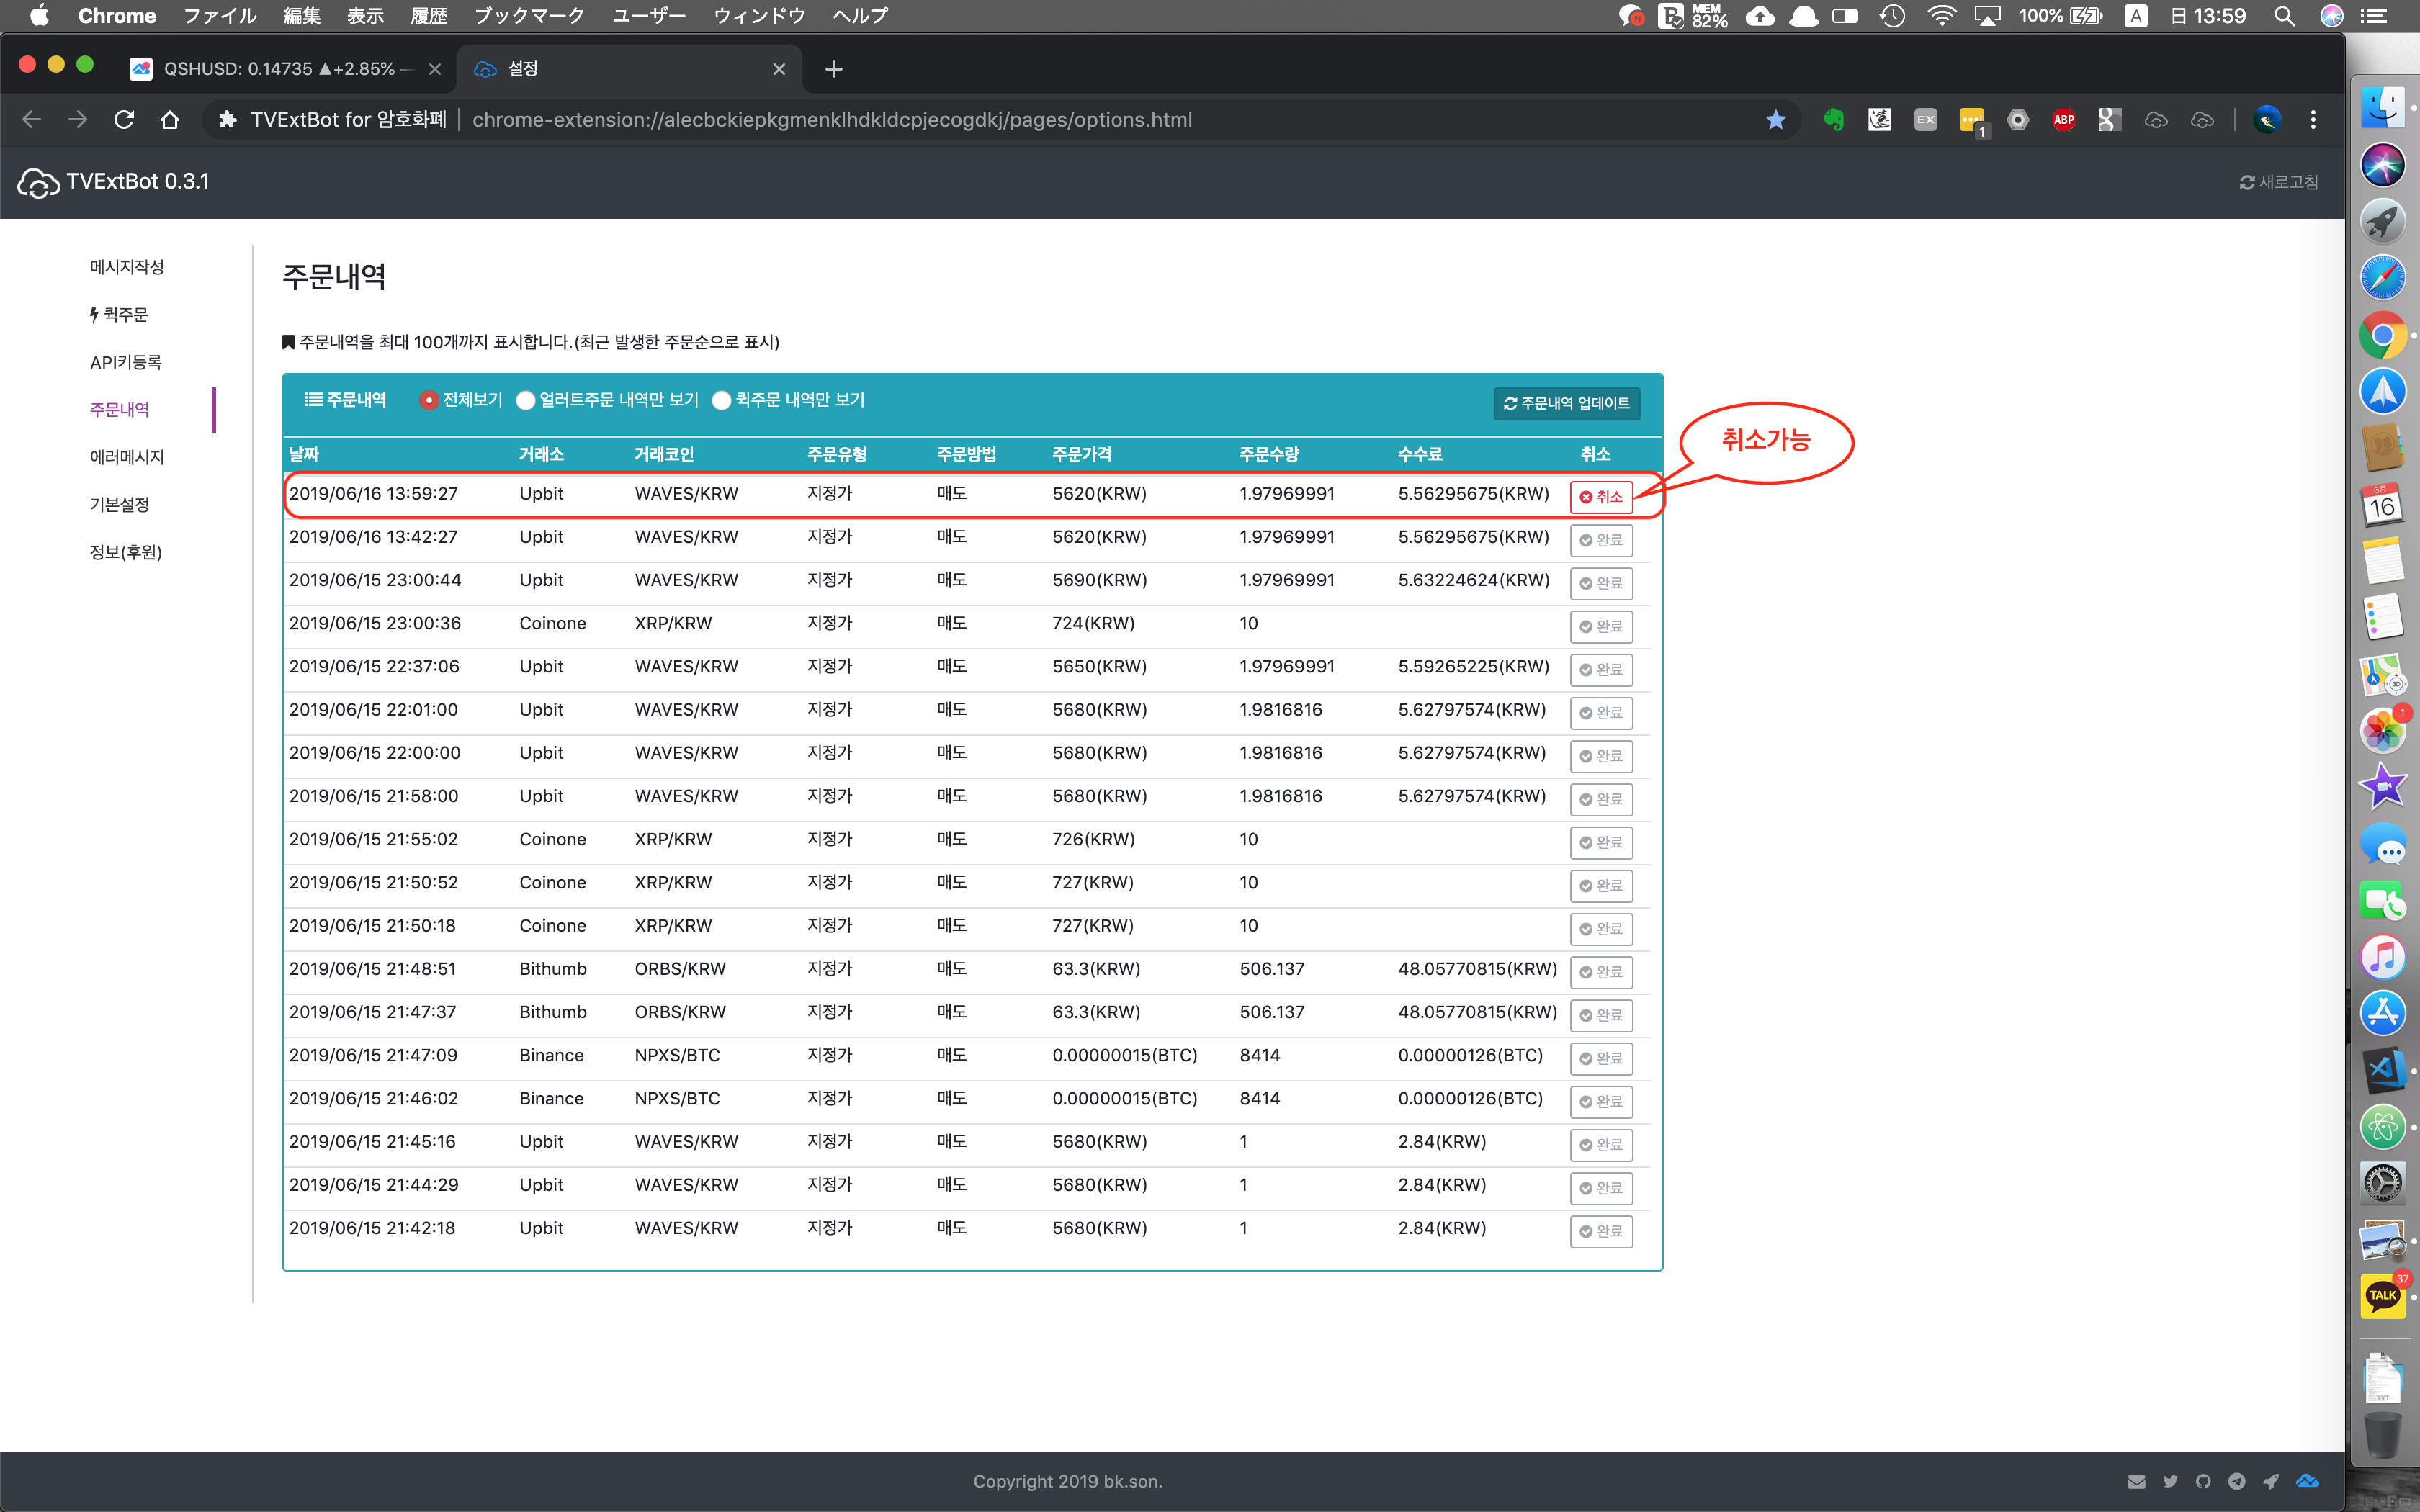 Chrome ファイル 編集 表示 履歴 ブックマーク ユーザー ウィンドウ ヘルプ MEM 82% 100% A 日 13:59
QSHUSD: 0.14735 ▲+2.85% 설정
TVExtBot for 암호화폐 chrome-extension://alecbckiepkgmenklhdkldcpjecogdkj/pages/options.html EX 1 ABP
TVExtBot 0.3.1 새로고침
메시지작성
퀵주문
API키등록
주문내역
에러메시지
기본설정
정보(후원)
주문내역
주문내역을 최대 100개까지 표시합니다.(최근 발생한 주문순으로 표시)
주문내역 전체보기 얼러트주문 내역만 보기 퀵주문 내역만 보기 주문내역 업데이트
취소가능
날짜 거래소 거래코인 주문유형 주문방법 주문가격 주문수량 수수료 취소
2019/06/16 13:59:27 Upbit WAVES/KRW 지정가 매도 5620(KRW) 1.97969991 5.56295675(KRW) 취소
2019/06/16 13:42:27 Upbit WAVES/KRW 지정가 매도 5620(KRW) 1.97969991 5.56295675(KRW) 완료
2019/06/15 23:00:44 Upbit WAVES/KRW 지정가 매도 5690(KRW) 1.97969991 5.63224624(KRW) 완료
2019/06/15 23:00:36 Coinone XRP/KRW 지정가 매도 724(KRW) 10 완료
2019/06/15 22:37:06 Upbit WAVES/KRW 지정가 매도 5650(KRW) 1.97969991 5.59265225(KRW) 완료
2019/06/15 22:01:00 Upbit WAVES/KRW 지정가 매도 5680(KRW) 1.9816816 5.62797574(KRW) 완료
2019/06/15 22:00:00 Upbit WAVES/KRW 지정가 매도 5680(KRW) 1.9816816 5.62797574(KRW) 완료
2019/06/15 21:58:00 Upbit WAVES/KRW 지정가 매도 5680(KRW) 1.9816816 5.62797574(KRW) 완료
2019/06/15 21:55:02 Coinone XRP/KRW 지정가 매도 726(KRW) 10 완료
2019/06/15 21:50:52 Coinone XRP/KRW 지정가 매도 727(KRW) 10 완료
2019/06/15 21:50:18 Coinone XRP/KRW 지정가 매도 727(KRW) 10 완료
2019/06/15 21:48:51 Bithumb ORBS/KRW 지정가 매도 63.3(KRW) 506.137 48.05770815(KRW) 완료
2019/06/15 21:47:37 Bithumb ORBS/KRW 지정가 매도 63.3(KRW) 506.137 48.05770815(KRW) 완료
2019/06/15 21:47:09 Binance NPXS/BTC 지정가 매도 0.00000015(BTC) 8414 0.00000126(BTC) 완료
2019/06/15 21:46:02 Binance NPXS/BTC 지정가 매도 0.00000015(BTC) 8414 0.00000126(BTC) 완료
2019/06/15 21:45:16 Upbit WAVES/KRW 지정가 매도 5680(KRW) 1 2.84(KRW) 완료
2019/06/15 21:44:29 Upbit WAVES/KRW 지정가 매도 5680(KRW) 1 2.84(KRW) 완료
2019/06/15 21:42:18 Upbit WAVES/KRW 지정가 매도 5680(KRW) 1 2.84(KRW) 완료
Copyright 2019 bk.son.
6月
16
3D
1
37
TALK
TXT